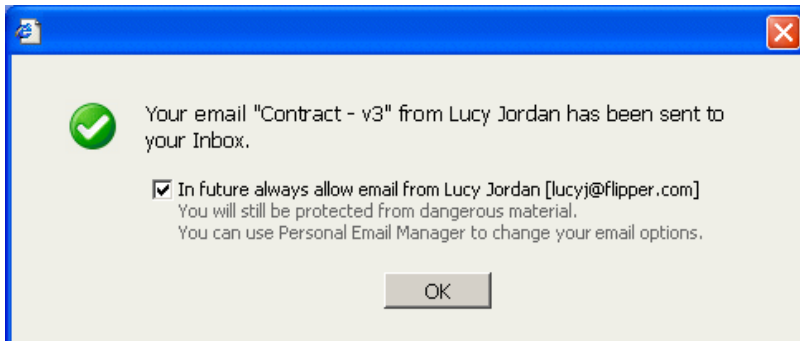 Your email "Contract - v3" from Lucy Jordan has been sent to
your Inbox.
In future always allow email from Lucy Jordan [lucyj@flipper.com]
You will still be protected from dangerous material.
You can use Personal Email Manager to change your email options.
OK